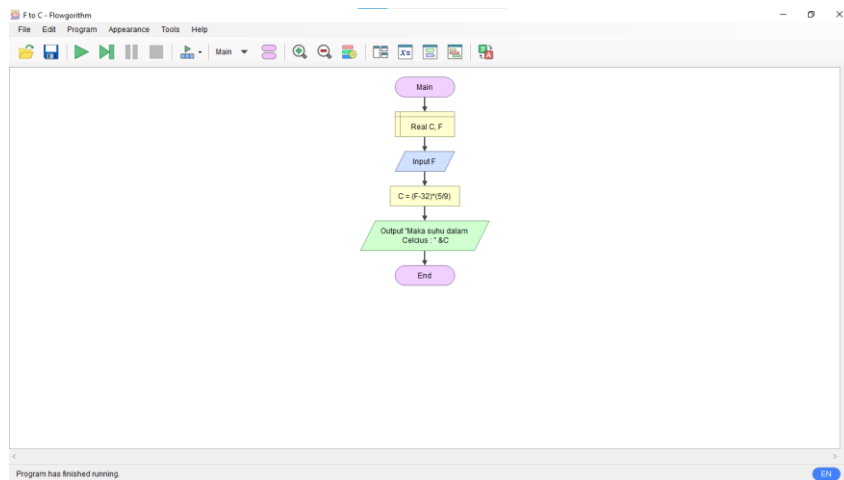 F to C - Flowgorithm
File Edit Program Appearance Tools Help
Main
Main
Real C, F
Input F
C = (F-32)*(5/9)
Output "Maka suhu dalam
Celcius : " &C
End
Program has finished running.
EN